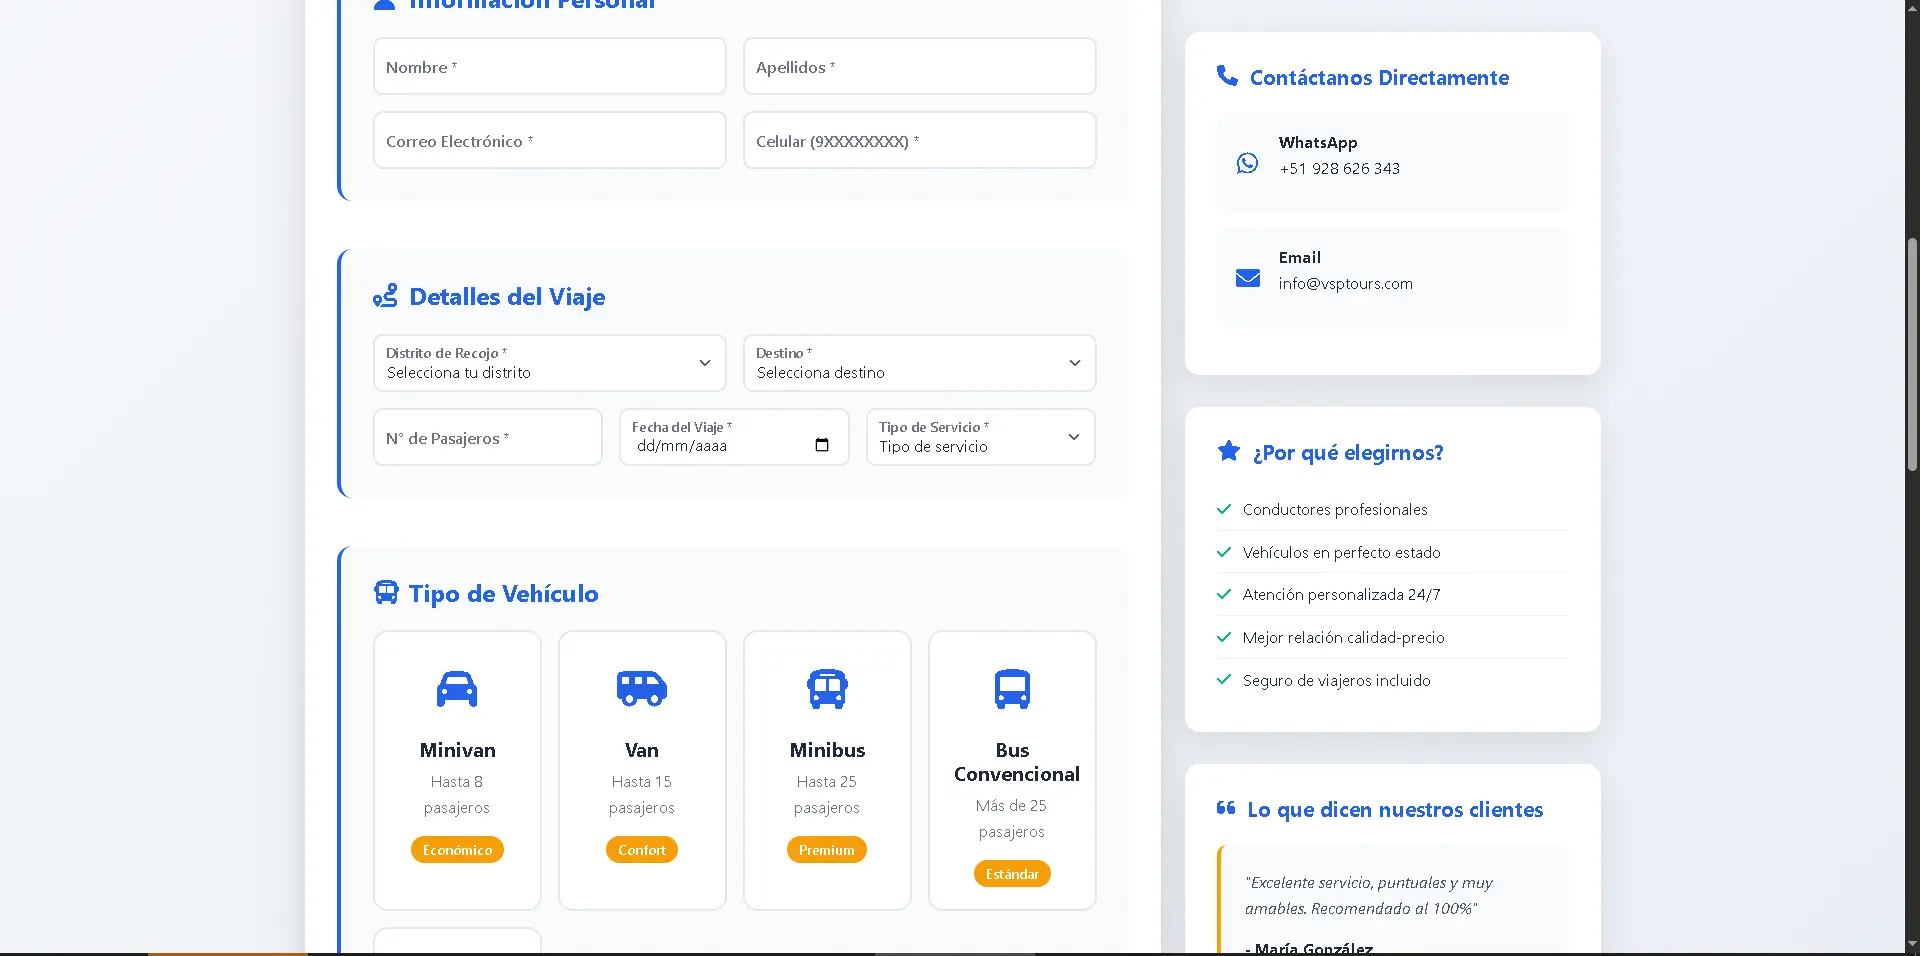 Información Personal
Nombre *
Apellidos *
Correo Electrónico *
Celular (9XXXXXXXX) *
Detalles del Viaje
Distrito de Recojo *
Selecciona tu distrito
Destino *
Selecciona destino
N° de Pasajeros *
Fecha del Viaje *
dd/mm/aaaa
Tipo de Servicio *
Tipo de servicio
Tipo de Vehículo
Minivan
Hasta 8
pasajeros
Económico
Van
Hasta 15
pasajeros
Confort
Minibus
Hasta 25
pasajeros
Premium
Bus
Convencional
Más de 25
pasajeros
Estándar
Contáctanos Directamente
WhatsApp
+51 928 626 343
Email
info@vsptours.com
¿Por qué elegirnos?
Conductores profesionales
Vehículos en perfecto estado
Atención personalizada 24/7
Mejor relación calidad-precio
Seguro de viajeros incluido
Lo que dicen nuestros clientes
"Excelente servicio, puntuales y muy
amables. Recomendado al 100%"
- María González